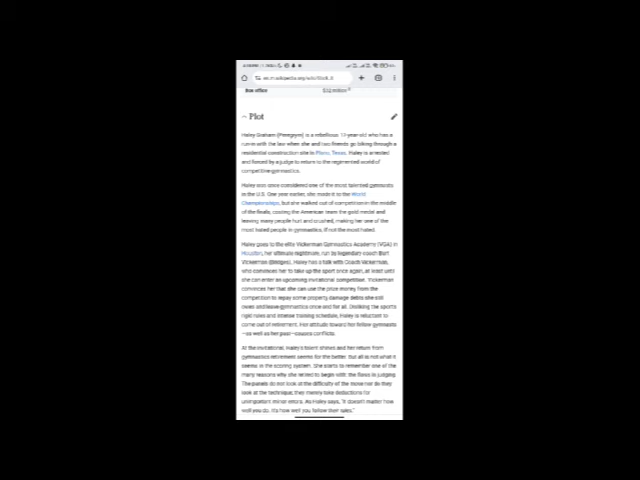 en.m.wikipedia.org/wiki/Stick_It
Box office
$32 million
Plot
Haley Graham (Peregrym) is a rebellious 17-year-old who has a
run-in with the law when she and two friends go biking through a
residential construction site in Plano, Texas. Haley is arrested
and forced by a judge to return to the regimented world of
competitive gymnastics.
Haley was once considered one of the most talented gymnasts
in the U.S. One year earlier, she made it to the World
Championships, but she walked out of competition in the middle
of the finals, costing the American team the gold medal and
leaving many people hurt and crushed, making her one of the
most hated people in gymnastics, if not the most hated.
Haley goes to the elite Vickerman Gymnastics Academy (VGA) in
Houston, her ultimate nightmare, run by legendary coach Burt
Vickerman (Bridges). Haley has a talk with Coach Vickerman,
who convinces her to take up the sport once again, at least until
she can enter an upcoming invitational competition. Vickerman
convinces her that she can use the prize money from the
competition to repay some property damage debts she still
owes and leave gymnastics once and for all. Disliking the sport's
rigid rules and intense training schedule, Haley is reluctant to
come out of retirement. Her attitude toward her fellow gymnasts
—as well as her past—causes conflicts.
At the invitational, Haley's talent shines and her return from
gymnastics retirement seems for the better. But all is not what it
seems in the scoring system. She starts to remember one of the
many reasons why she retired to begin with: the flaws in judging.
The panels do not look at the difficulty of the move nor do they
look at the technique; they merely take deductions for
unimportant minor errors. As Haley says, "It doesn't matter how
well you do. It's how well you follow their rules."